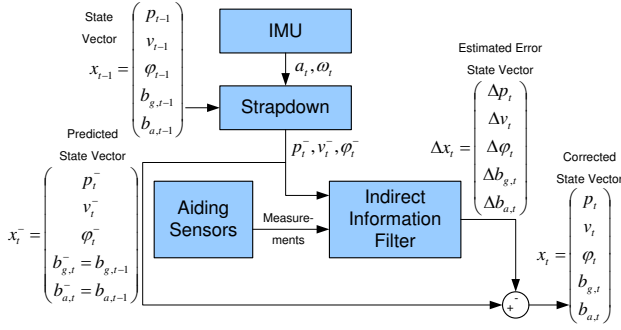 State
Vector
x_{t-1} = ( p_{t-1}
v_{t-1}
φ_{t-1}
b_{g,t-1}
b_{a,t-1} )
IMU
a_t, ω_t
Strapdown
p_t^-, v_t^-, φ_t^-
Predicted
State Vector
x_t^- = ( p_t^-
v_t^-
φ_t^-
b_{g,t}^- = b_{g,t-1}
b_{a,t}^- = b_{a,t-1} )
Aiding
Sensors
Measure-
ments
Indirect
Information
Filter
Estimated Error
State Vector
Δx_t = ( Δp_t
Δv_t
Δφ_t
Δb_{g,t}
Δb_{a,t} )
Corrected
State Vector
x_t = ( p_t
v_t
φ_t
b_{g,t}
b_{a,t} )
-
+